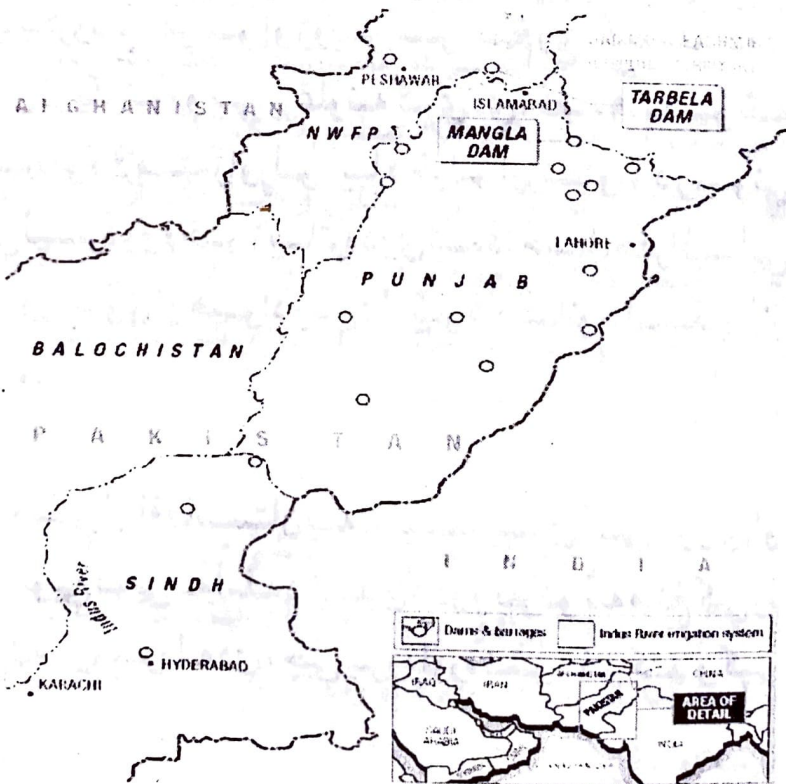 PESHAWAR
ISLAMABAD
AFGHANISTAN
TARBELA
DAM
NWFP
MANGLA
DAM
LAHORE
PUNJAB
BALOCHISTAN
PAKISTAN
INDIA
SINDH
Indus River
HYDERABAD
KARACHI
Dams & barrages
Indus River irrigation system
IRAQ
IRAN
AFGHANISTAN
CHINA
PAKISTAN
AREA OF
DETAIL
SAUDI
ARABIA
INDIA